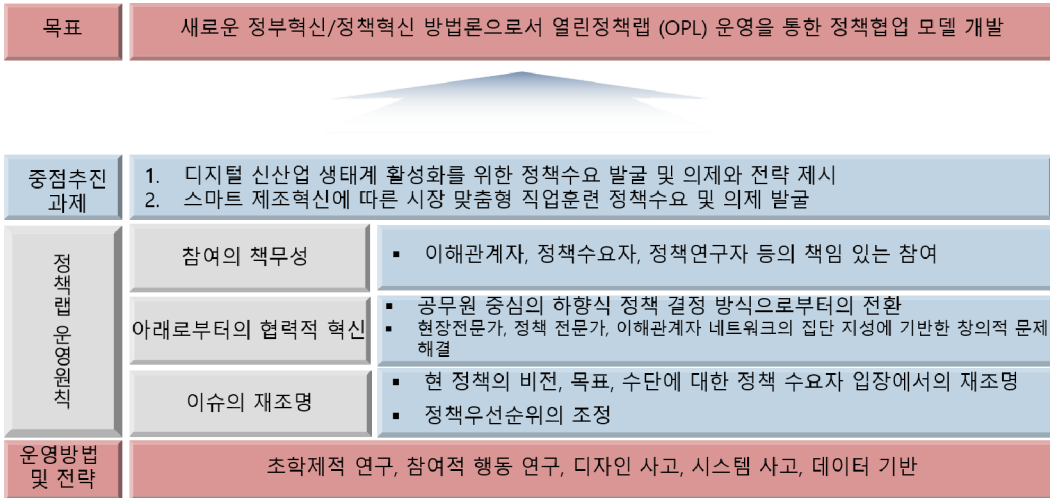 목표
새로운 정부혁신/정책혁신 방법론으로서 열린정책랩 (OPL) 운영을 통한 정책협업 모델 개발
중점추진
과제
1. 디지털 신산업 생태계 활성화를 위한 정책수요 발굴 및 의제와 전략 제시
2. 스마트 제조혁신에 따른 시장 맞춤형 직업훈련 정책수요 및 의제 발굴
정책랩 운영원칙
참여의 책무성
▪ 이해관계자, 정책수요자, 정책연구자 등의 책임 있는 참여
아래로부터의 협력적 혁신
▪ 공무원 중심의 하향식 정책 결정 방식으로부터의 전환
▪ 현장전문가, 정책 전문가, 이해관계자 네트워크의 집단 지성에 기반한 창의적 문제
해결
이슈의 재조명
▪ 현 정책의 비전, 목표, 수단에 대한 정책 수요자 입장에서의 재조명
▪ 정책우선순위의 조정
운영방법
및 전략
초학제적 연구, 참여적 행동 연구, 디자인 사고, 시스템 사고, 데이터 기반